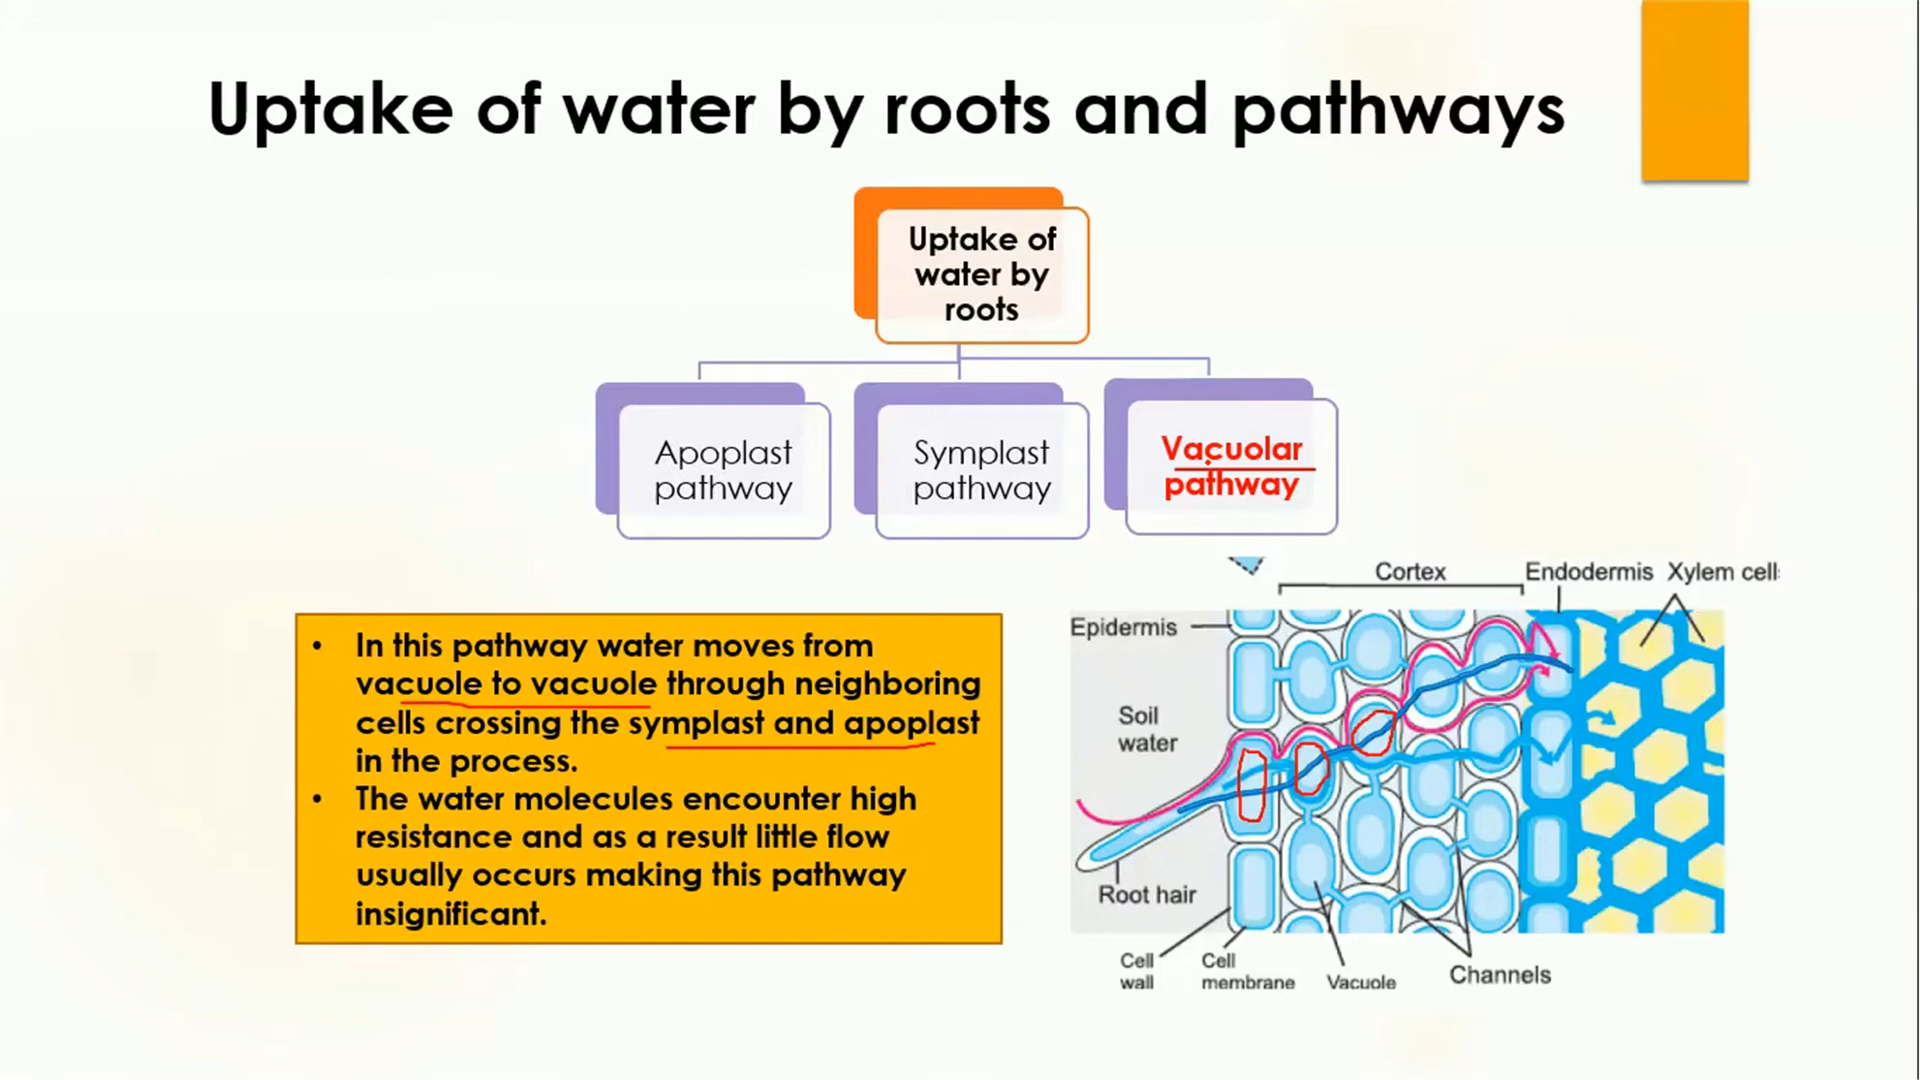 Uptake of water by roots and pathways
Uptake of
water by
roots
Apoplast
pathway
Symplast
pathway
Vacuolar
pathway
• In this pathway water moves from
vacuole to vacuole through neighboring
cells crossing the symplast and apoplast
in the process.
• The water molecules encounter high
resistance and as a result little flow
usually occurs making this pathway
insignificant.
Cortex
Endodermis
Xylem cell
Epidermis
Soil
water
Root hair
Cell
wall
Cell
membrane
Vacuole
Channels